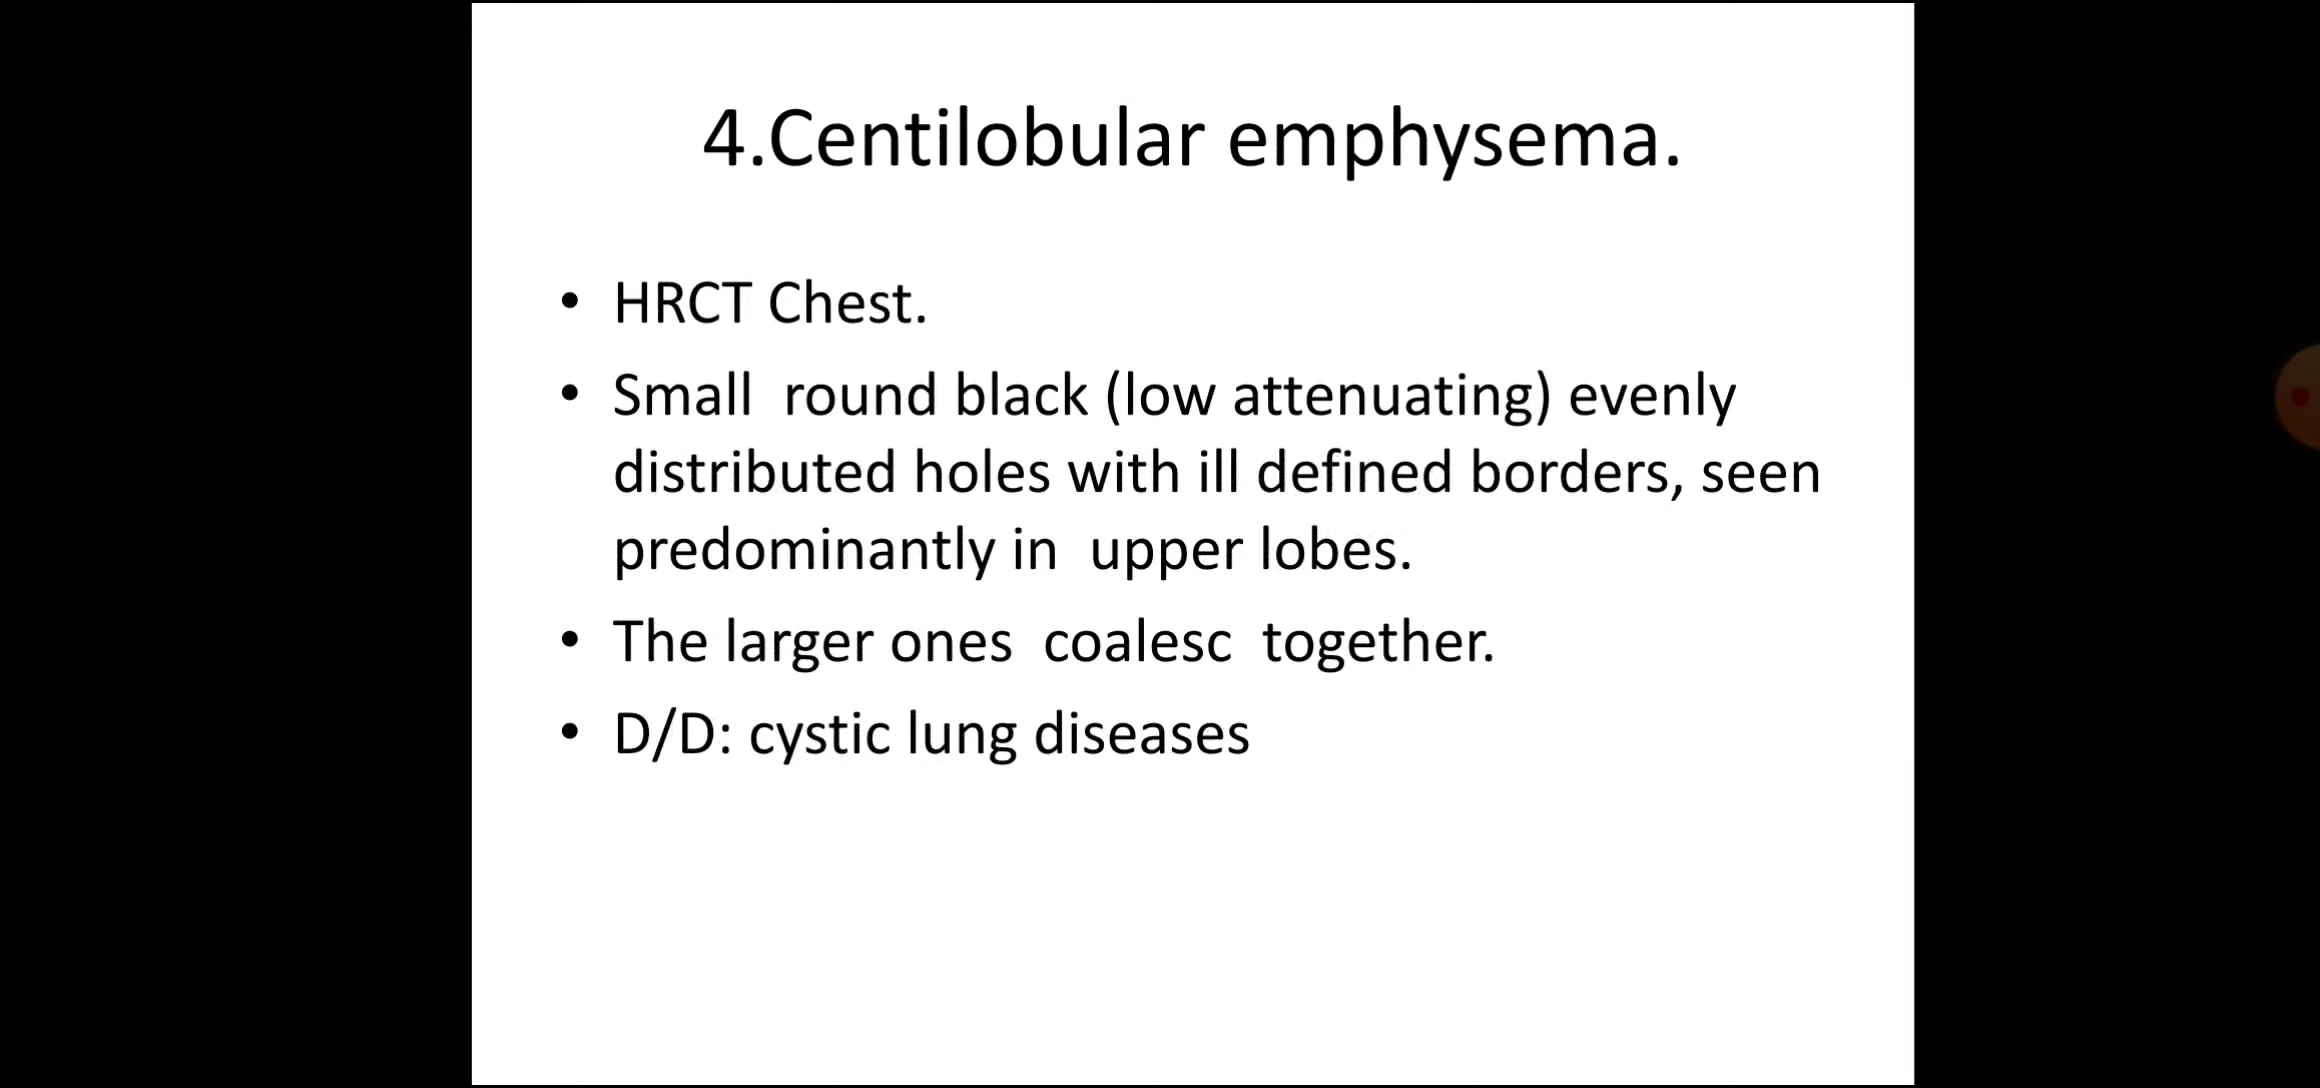 4.Centilobular emphysema.
• HRCT Chest.
• Small round black (low attenuating) evenly
distributed holes with ill defined borders, seen
predominantly in upper lobes.
• The larger ones coalesc together.
• D/D: cystic lung diseases